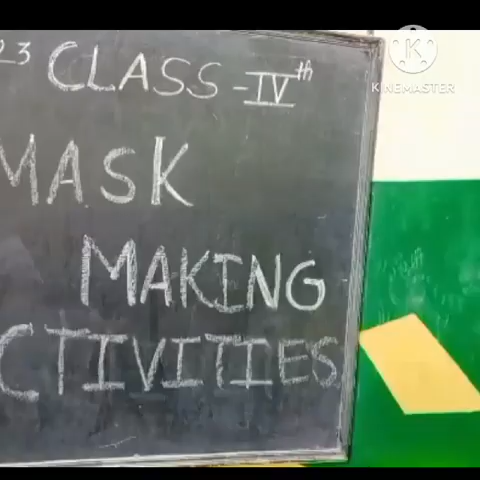 23 CLASS-IVth
MASK
MAKING
CTIVITIES
KINEMASTER